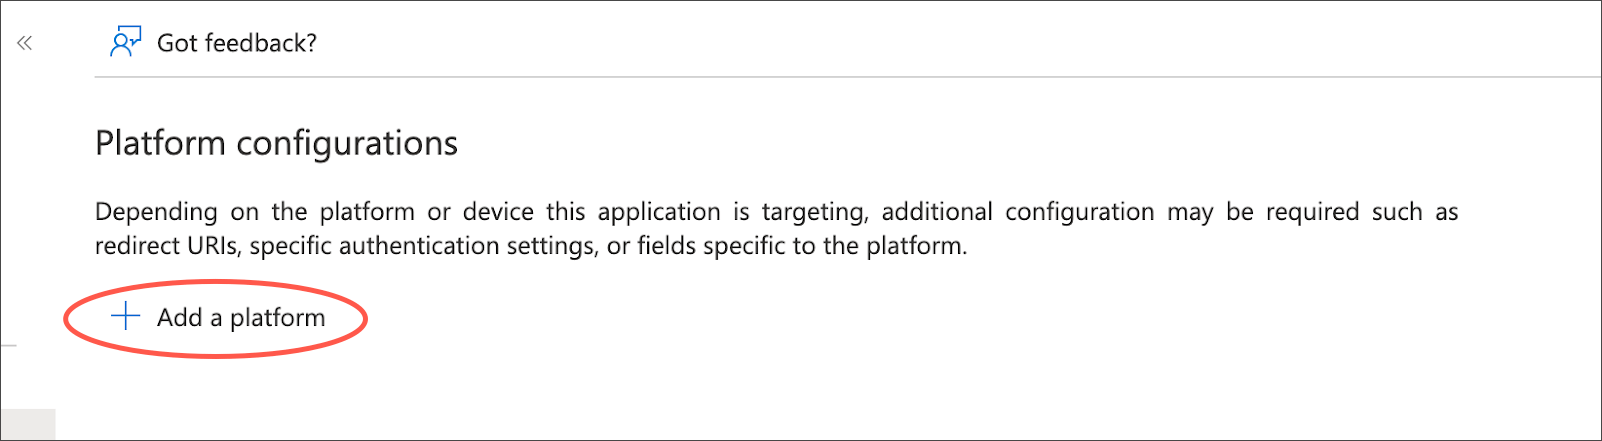 Got feedback?
Platform configurations
Depending on the platform or device this application is targeting, additional configuration may be required such as
redirect URIs, specific authentication settings, or fields specific to the platform.
Add a platform